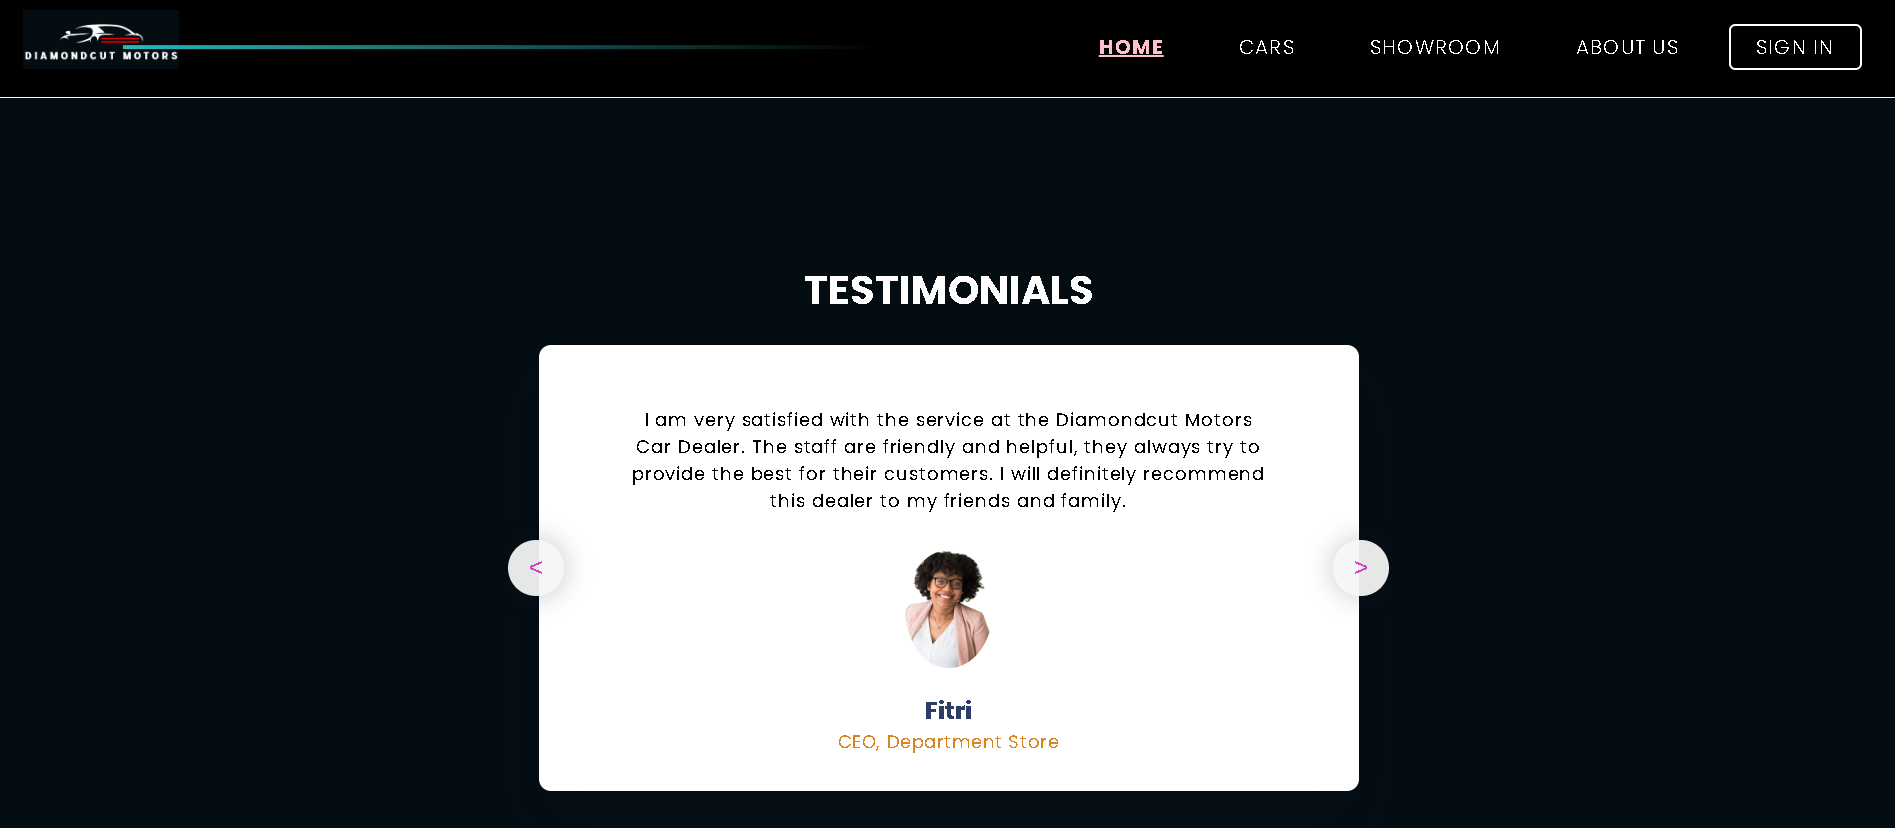 DIAMONDCUT MOTORS
HOME
CARS
SHOWROOM
ABOUT US
SIGN IN
TESTIMONIALS
I am very satisfied with the service at the Diamondcut Motors
Car Dealer. The staff are friendly and helpful, they always try to
provide the best for their customers. I will definitely recommend
this dealer to my friends and family.
<
>
Fitri
CEO, Department Store